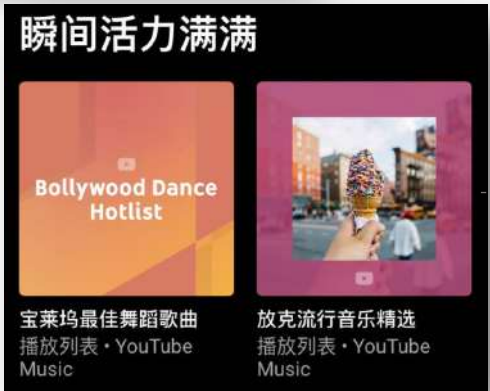 瞬间活力满满
Bollywood Dance
Hotlist
宝莱坞最佳舞蹈歌曲
播放列表 • YouTube
Music
放克流行音乐精选
播放列表 • YouTube
Music